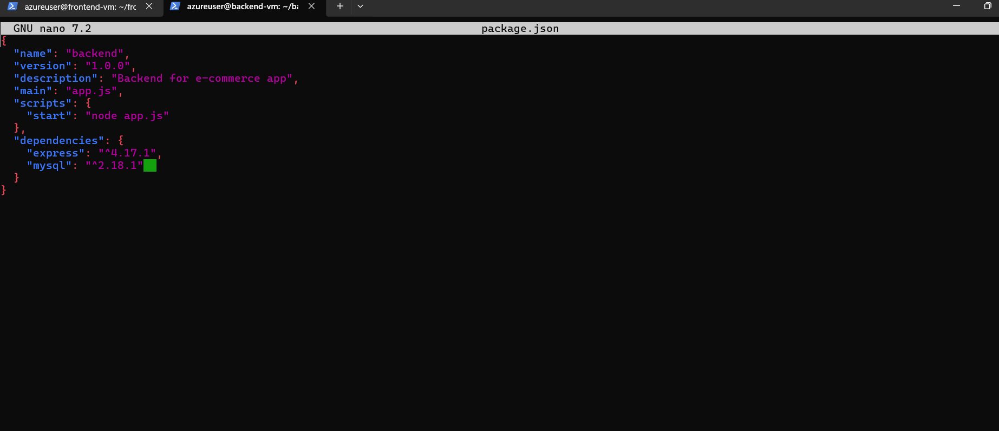 azureuser@frontend-vm: ~/frc
azureuser@backend-vm: ~/ba
GNU nano 7.2 package.json
{
  "name": "backend",
  "version": "1.0.0",
  "description": "Backend for e-commerce app",
  "main": "app.js",
  "scripts": {
    "start": "node app.js"
  },
  "dependencies": {
    "express": "^4.17.1",
    "mysql": "^2.18.1"
  }
}